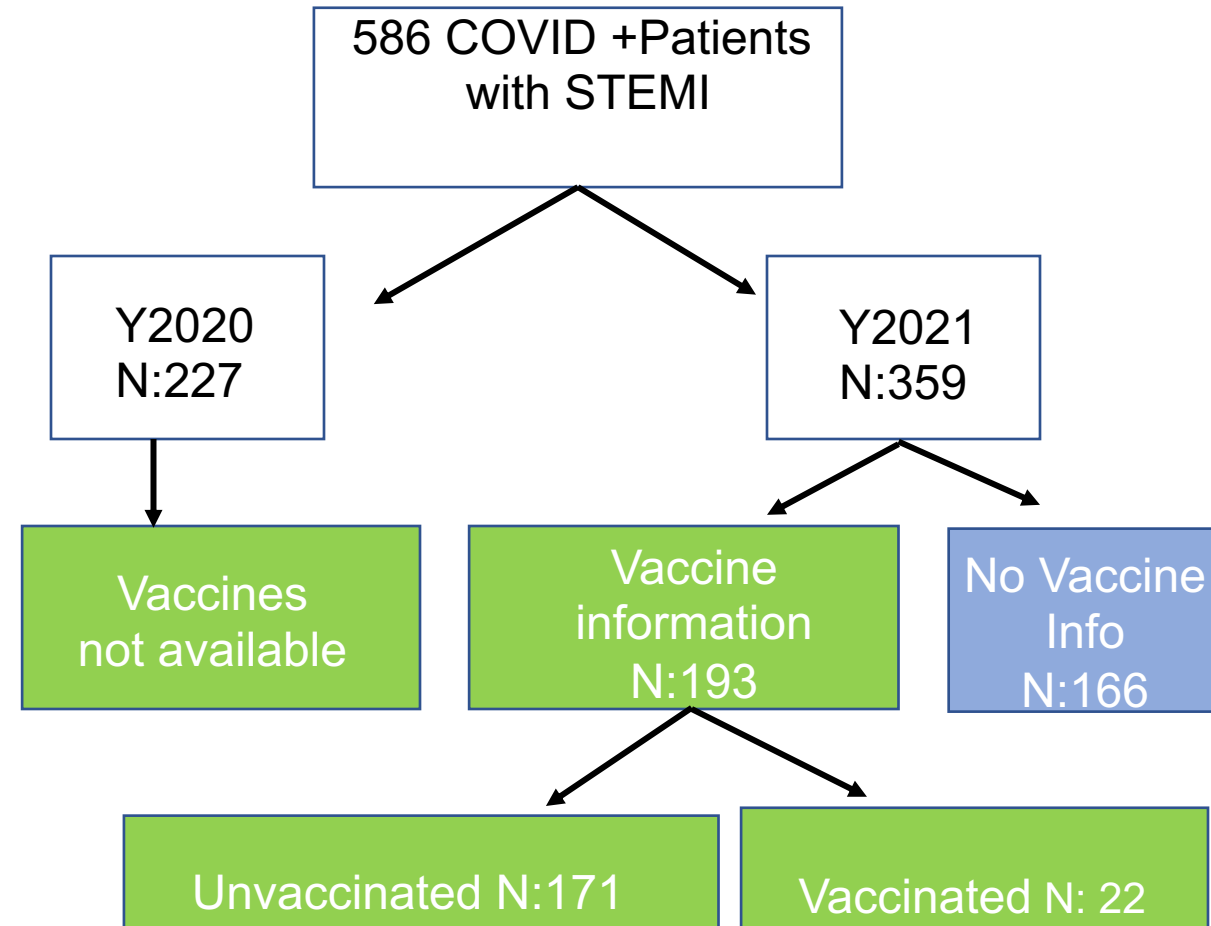 586 COVID +Patients
with STEMI
Y2020
N:227
Y2021
N:359
Vaccines
not available
Vaccine
information
N:193
No Vaccine
Info
N:166
Unvaccinated N:171
Vaccinated N: 22